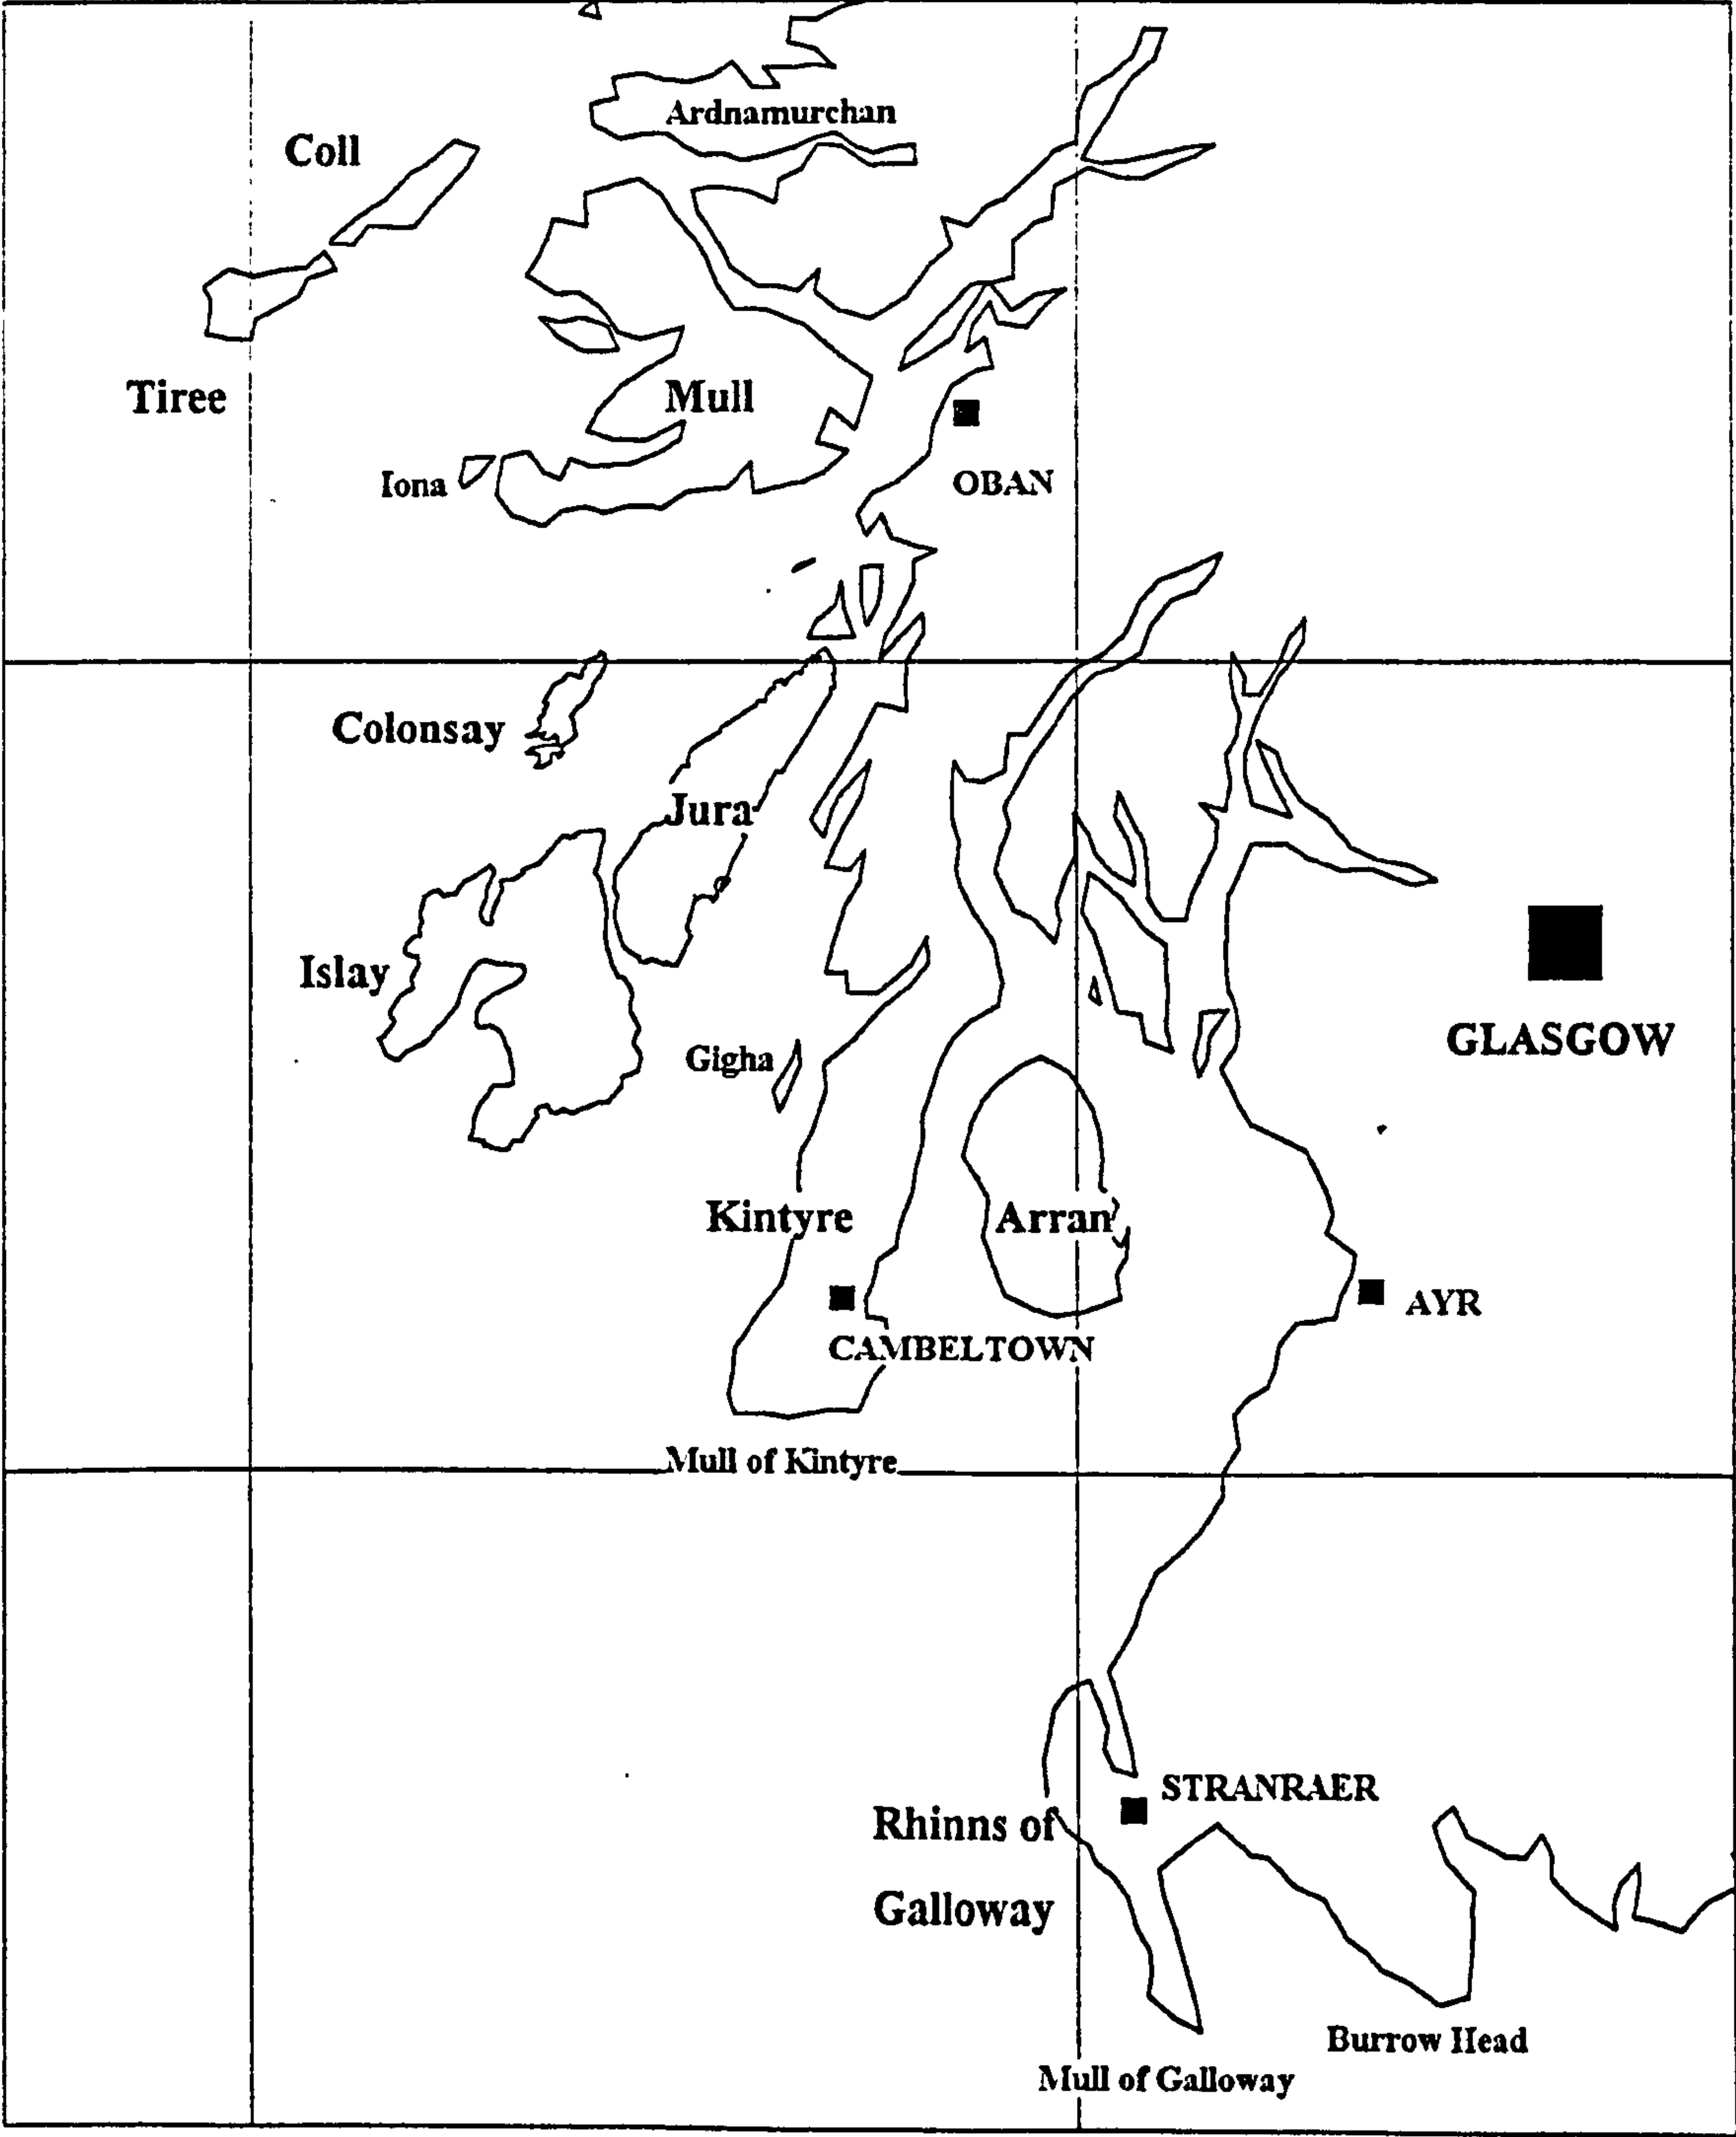 Ardnamurchan
Coll
Tiree
Mull
Iona
OBAN
Colonsay
Jura
Islay
GLASGOW
Gigha
Kintyre
Arran
AYR
CAMBELTOWN
Mull of Kintyre
STRANRAER
Rhinns of
Galloway
Burrow Head
Mull of Galloway